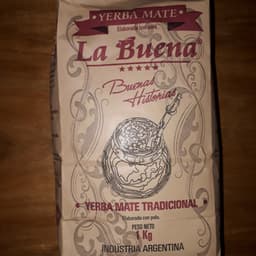 · YERBA MATE ·
La Buena
Buenas
Historias
· YERBA MATE TRADICIONAL ·
Elaborada con palo.
PESO NETO
1 Kg
INDUSTRIA ARGENTINA